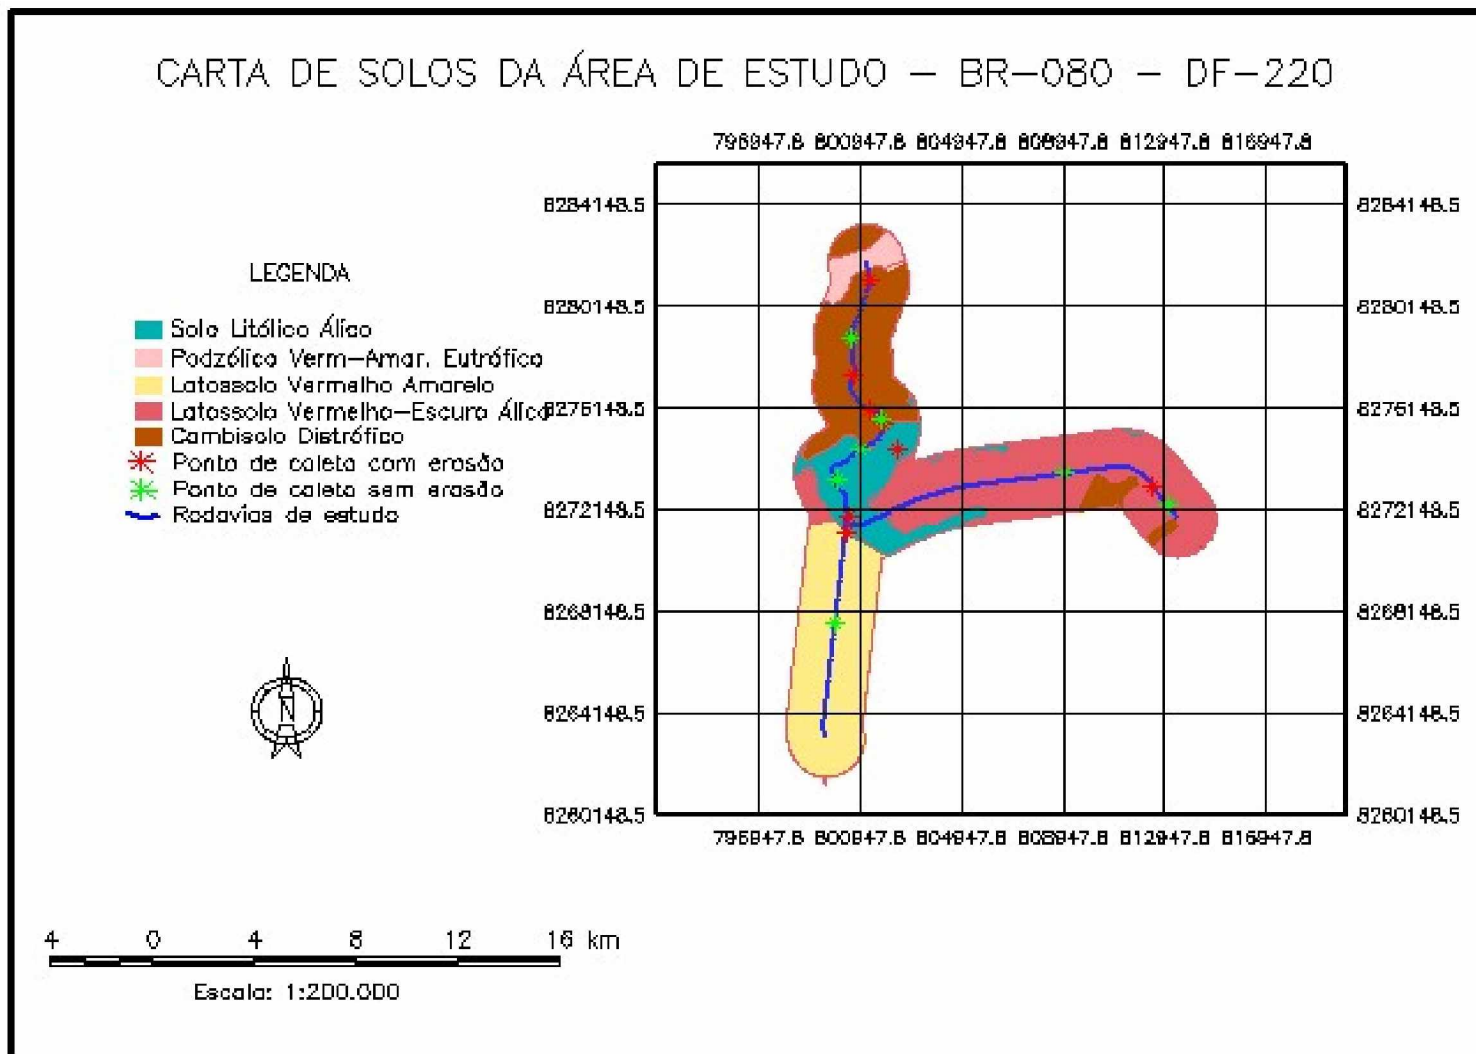 CARTA DE SOLOS DA ÁREA DE ESTUDO – BR-080 – DF-220
796947.8 800947.8 804947.8 808947.8 812947.8 816947.8
8284148.5 8284148.5
LEGENDA
8280148.5 8280148.5
Solo Litólico Álico
Podzólico Verm-Amar. Eutrófico
Latossolo Vermelho Amarelo
Latossolo Vermelho-Escuro Álico
8276148.5 8276148.5
Cambisolo Distrófico
Ponto de coleta com erosão
Ponto de coleta sem erosão
Rodovias de estudo
8272148.5 8272148.5
8268148.5 8268148.5
N
8264148.5 8264148.5
8260148.5 8260148.5
796947.8 800947.8 804947.8 808947.8 812947.8 816947.8
4 0 4 8 12 16 km
Escala: 1:200.000